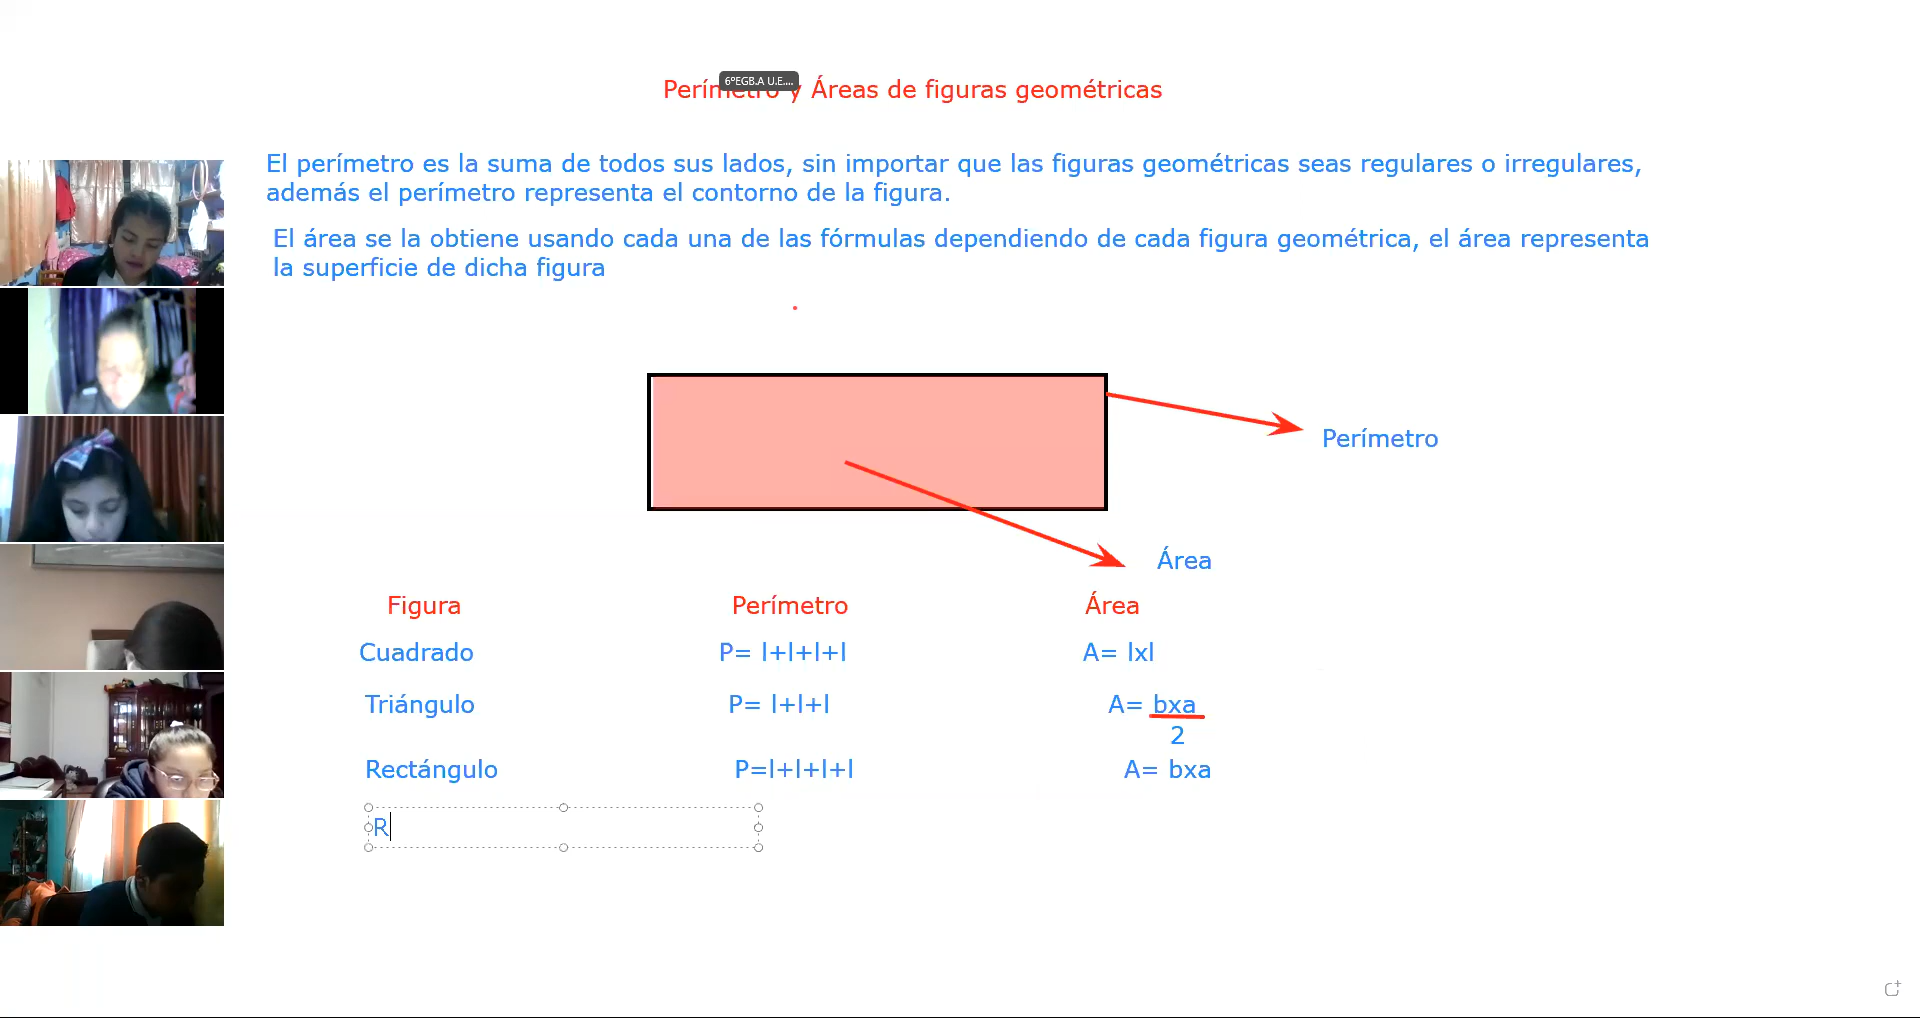 6°EGB.A U.E....
Perímetro y Áreas de figuras geométricas
El perímetro es la suma de todos sus lados, sin importar que las figuras geométricas seas regulares o irregulares,
además el perímetro representa el contorno de la figura.
El área se la obtiene usando cada una de las fórmulas dependiendo de cada figura geométrica, el área representa
la superficie de dicha figura
Perímetro
Área
Figura Perímetro Área
Cuadrado P= l+l+l+l A= lxl
Triángulo P= l+l+l A= bxa
2
Rectángulo P=l+l+l+l A= bxa
R